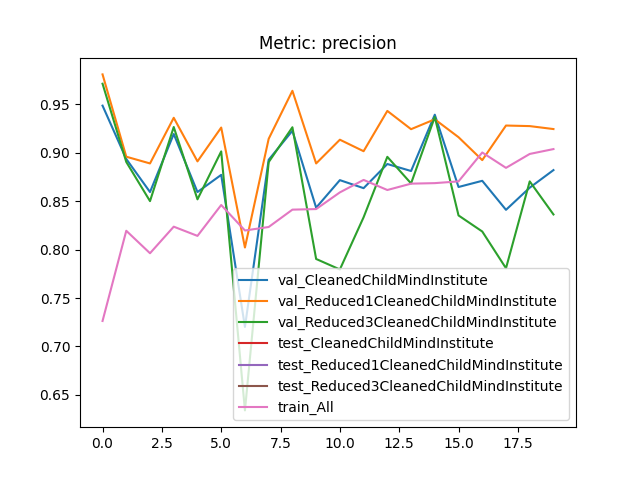 Metric: precision
0.95
0.90
0.85
0.80
0.75
0.70
0.65
val_CleanedChildMindInstitute
val_Reduced1CleanedChildMindInstitute
val_Reduced3CleanedChildMindInstitute
test_CleanedChildMindInstitute
test_Reduced1CleanedChildMindInstitute
test_Reduced3CleanedChildMindInstitute
train_All
0.0 2.5 5.0 7.5 10.0 12.5 15.0 17.5